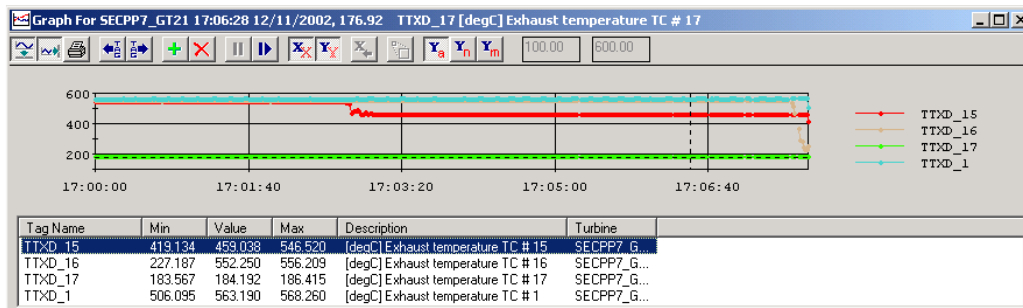 Graph For SECPP7_GT21 17:06:28 12/11/2002, 176.92 TTXD_17 [degC] Exhaust temperature TC # 17
T a g T a g X X Y Y X Y a Y n Y m 100.00 600.00
600
400
200
17:00:00 17:01:40 17:03:20 17:05:00 17:06:40
TTXD_15
TTXD_16
TTXD_17
TTXD_1
Tag Name Min Value Max Description Turbine
TTXD_15 419.134 459.038 546.520 [degC] Exhaust temperature TC # 15 SECPP7_G...
TTXD_16 227.187 552.250 556.209 [degC] Exhaust temperature TC # 16 SECPP7_G...
TTXD_17 183.567 184.192 186.415 [degC] Exhaust temperature TC # 17 SECPP7_G...
TTXD_1 506.095 563.190 568.260 [degC] Exhaust temperature TC # 1 SECPP7_G...